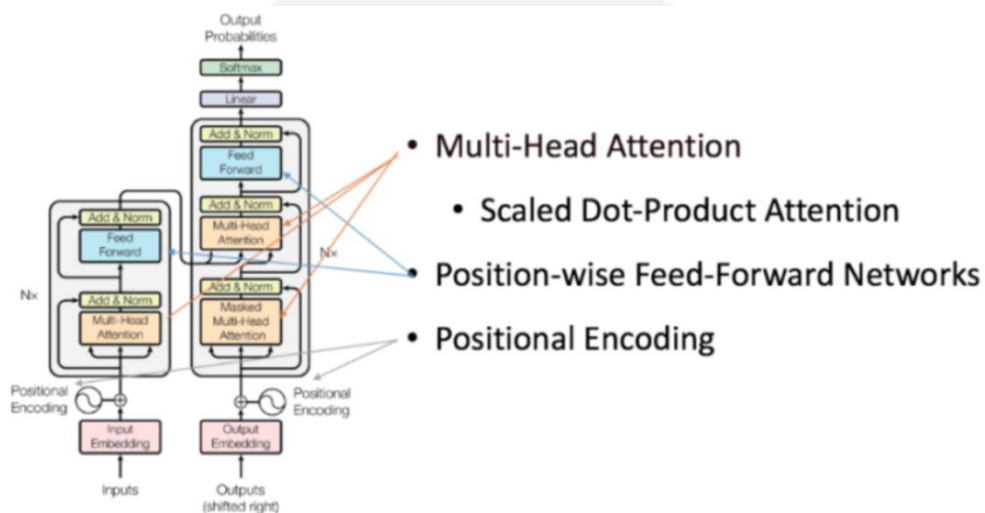 Output
Probabilities
Softmax
Linear
Add & Norm
Feed
Forward
Add & Norm
Multi-Head
Attention
Add & Norm
Masked
Multi-Head
Attention
Nx
Add & Norm
Feed
Forward
Add & Norm
Multi-Head
Attention
Nx
Positional
Encoding
Positional
Encoding
Input
Embedding
Output
Embedding
Inputs
Outputs
(shifted right)
• Multi-Head Attention
• Scaled Dot-Product Attention
• Position-wise Feed-Forward Networks
• Positional Encoding